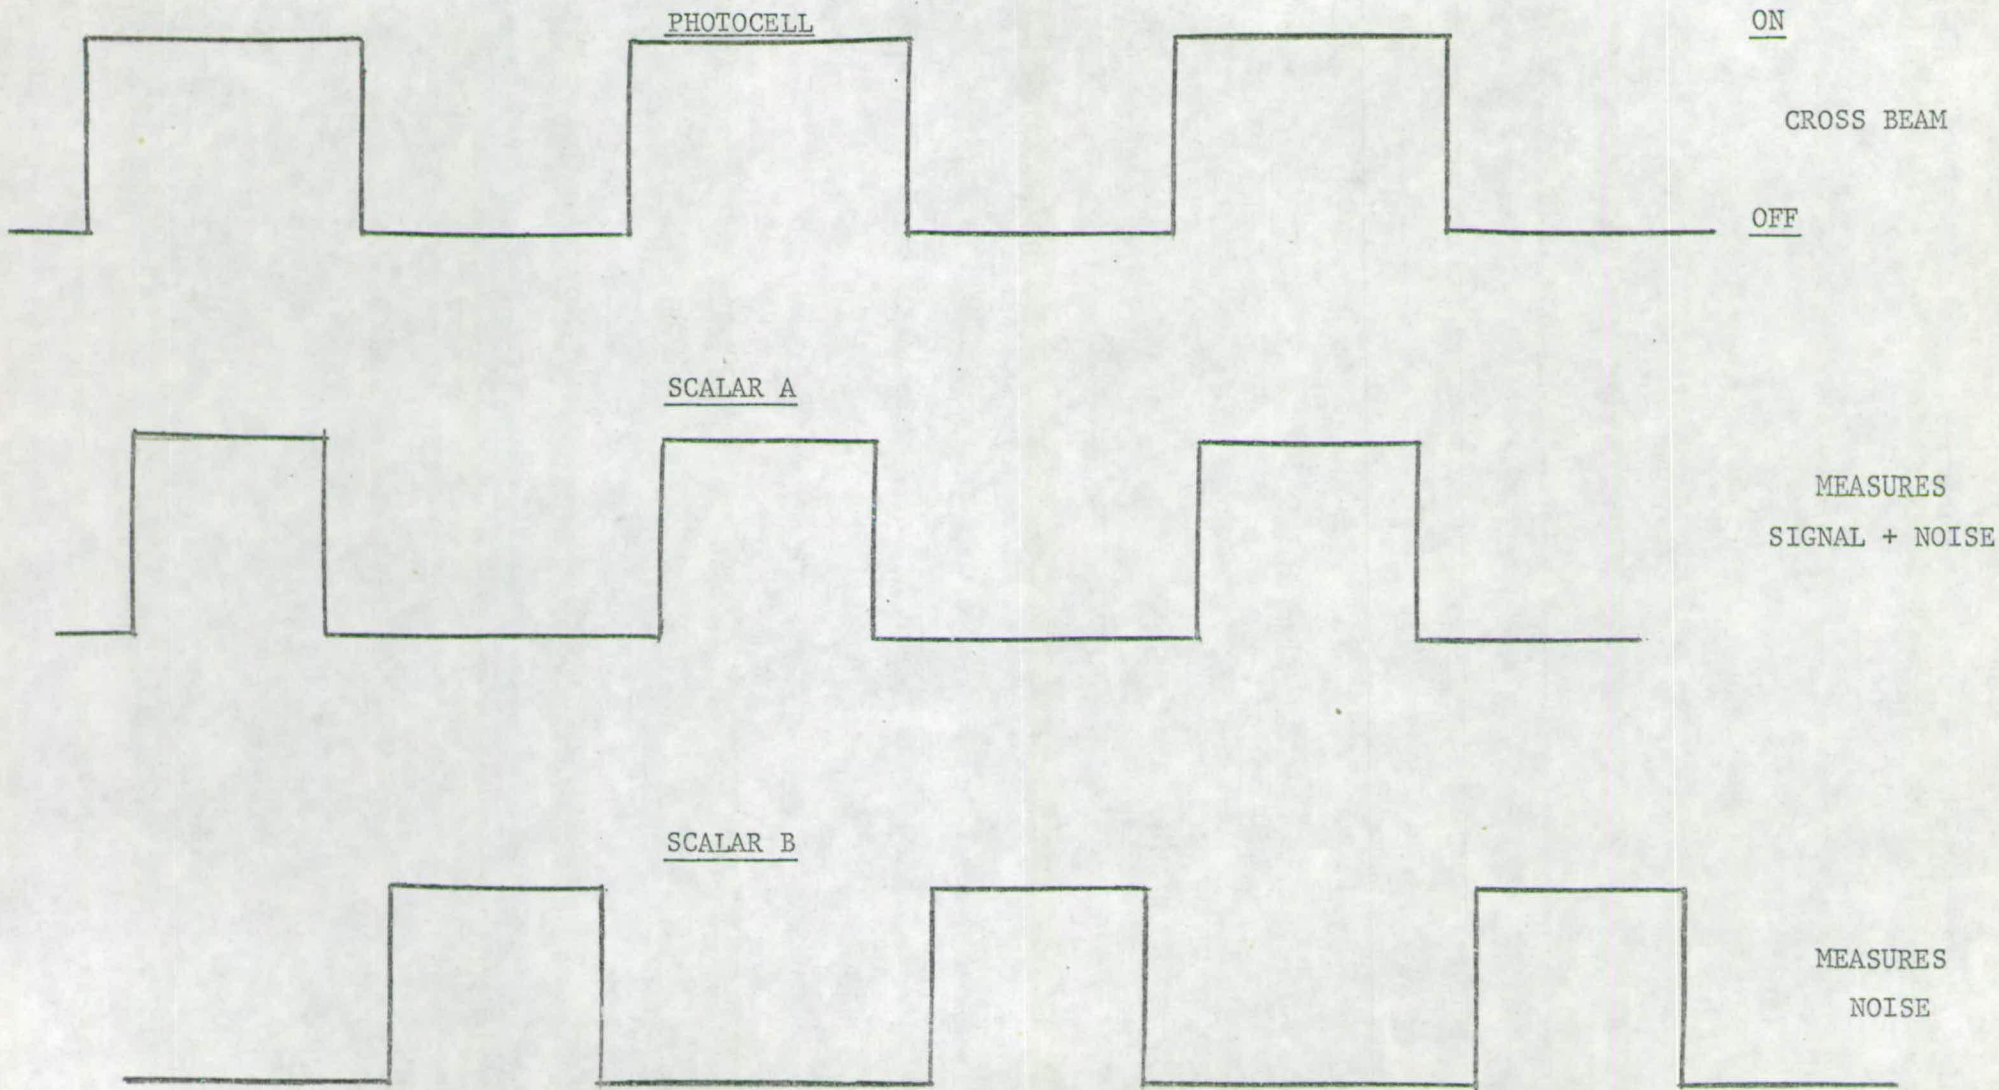 PHOTOCELL
ON
CROSS BEAM
OFF
SCALAR A
MEASURES
SIGNAL + NOISE
SCALAR B
MEASURES
NOISE